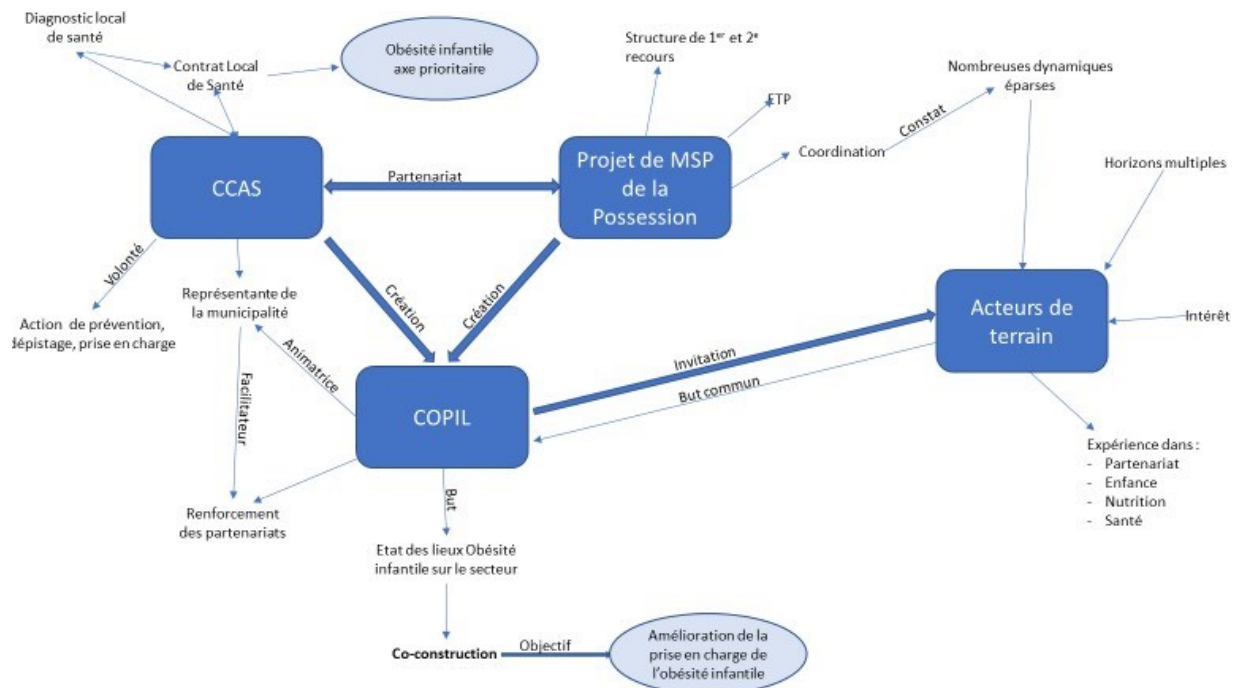 Diagnostic local
de santé
Contrat Local
de Santé
Obésité infantile
axe prioritaire
Structure de 1er et 2e
recours
ETP
Coordination
Constat
Nombreuses dynamiques
éparses
Horizons multiples
CCAS
Partenariat
Projet de MSP
de la
Possession
Volonté
Action de prévention,
dépistage, prise en charge
Représentante de
la municipalité
Création
Création
Acteurs de
terrain
Intérêt
Animatrice
Facilitateur
COPIL
Invitation
But commun
Expérience dans :
- Partenariat
- Enfance
- Nutrition
- Santé
Renforcement
des partenariats
But
Etat des lieux Obésité
infantile sur le secteur
Co-construction
Objectif
Amélioration de la
prise en charge de
l'obésité infantile